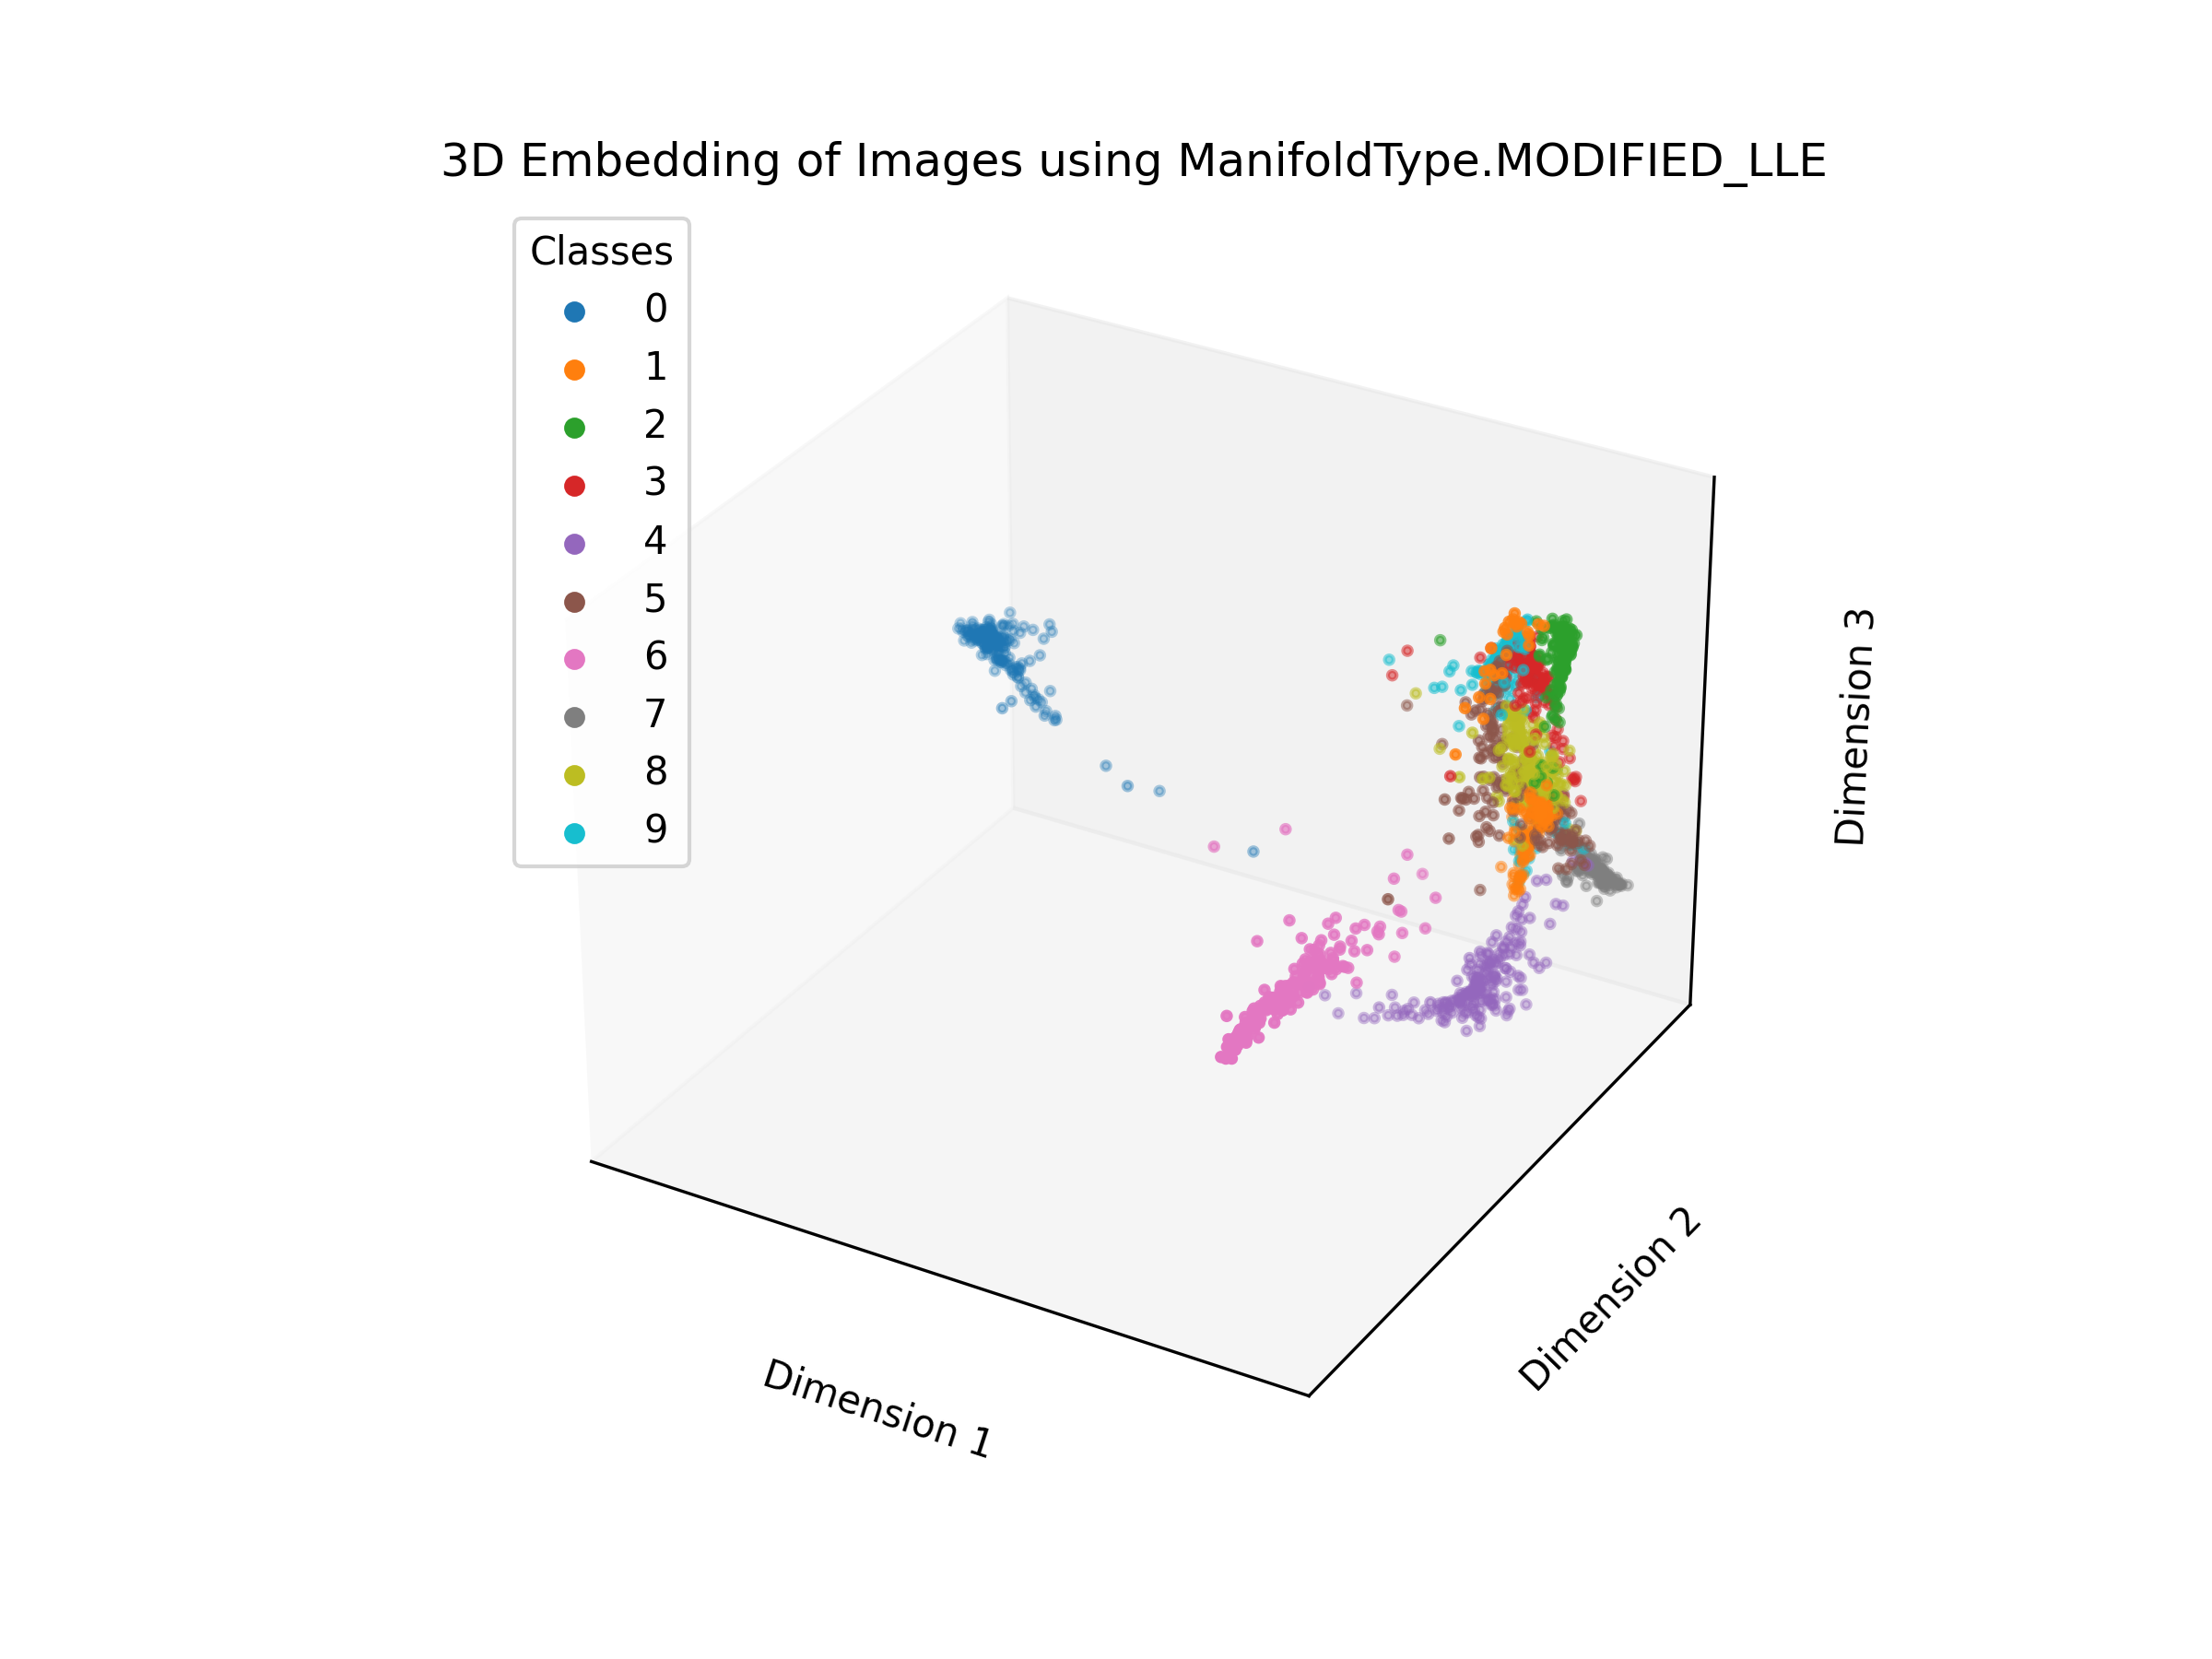 3D Embedding of Images using ManifoldType.MODIFIED_LLE
Classes
0
1
2
3
4
5
6
7
8
9
Dimension 3
Dimension 2
Dimension 1